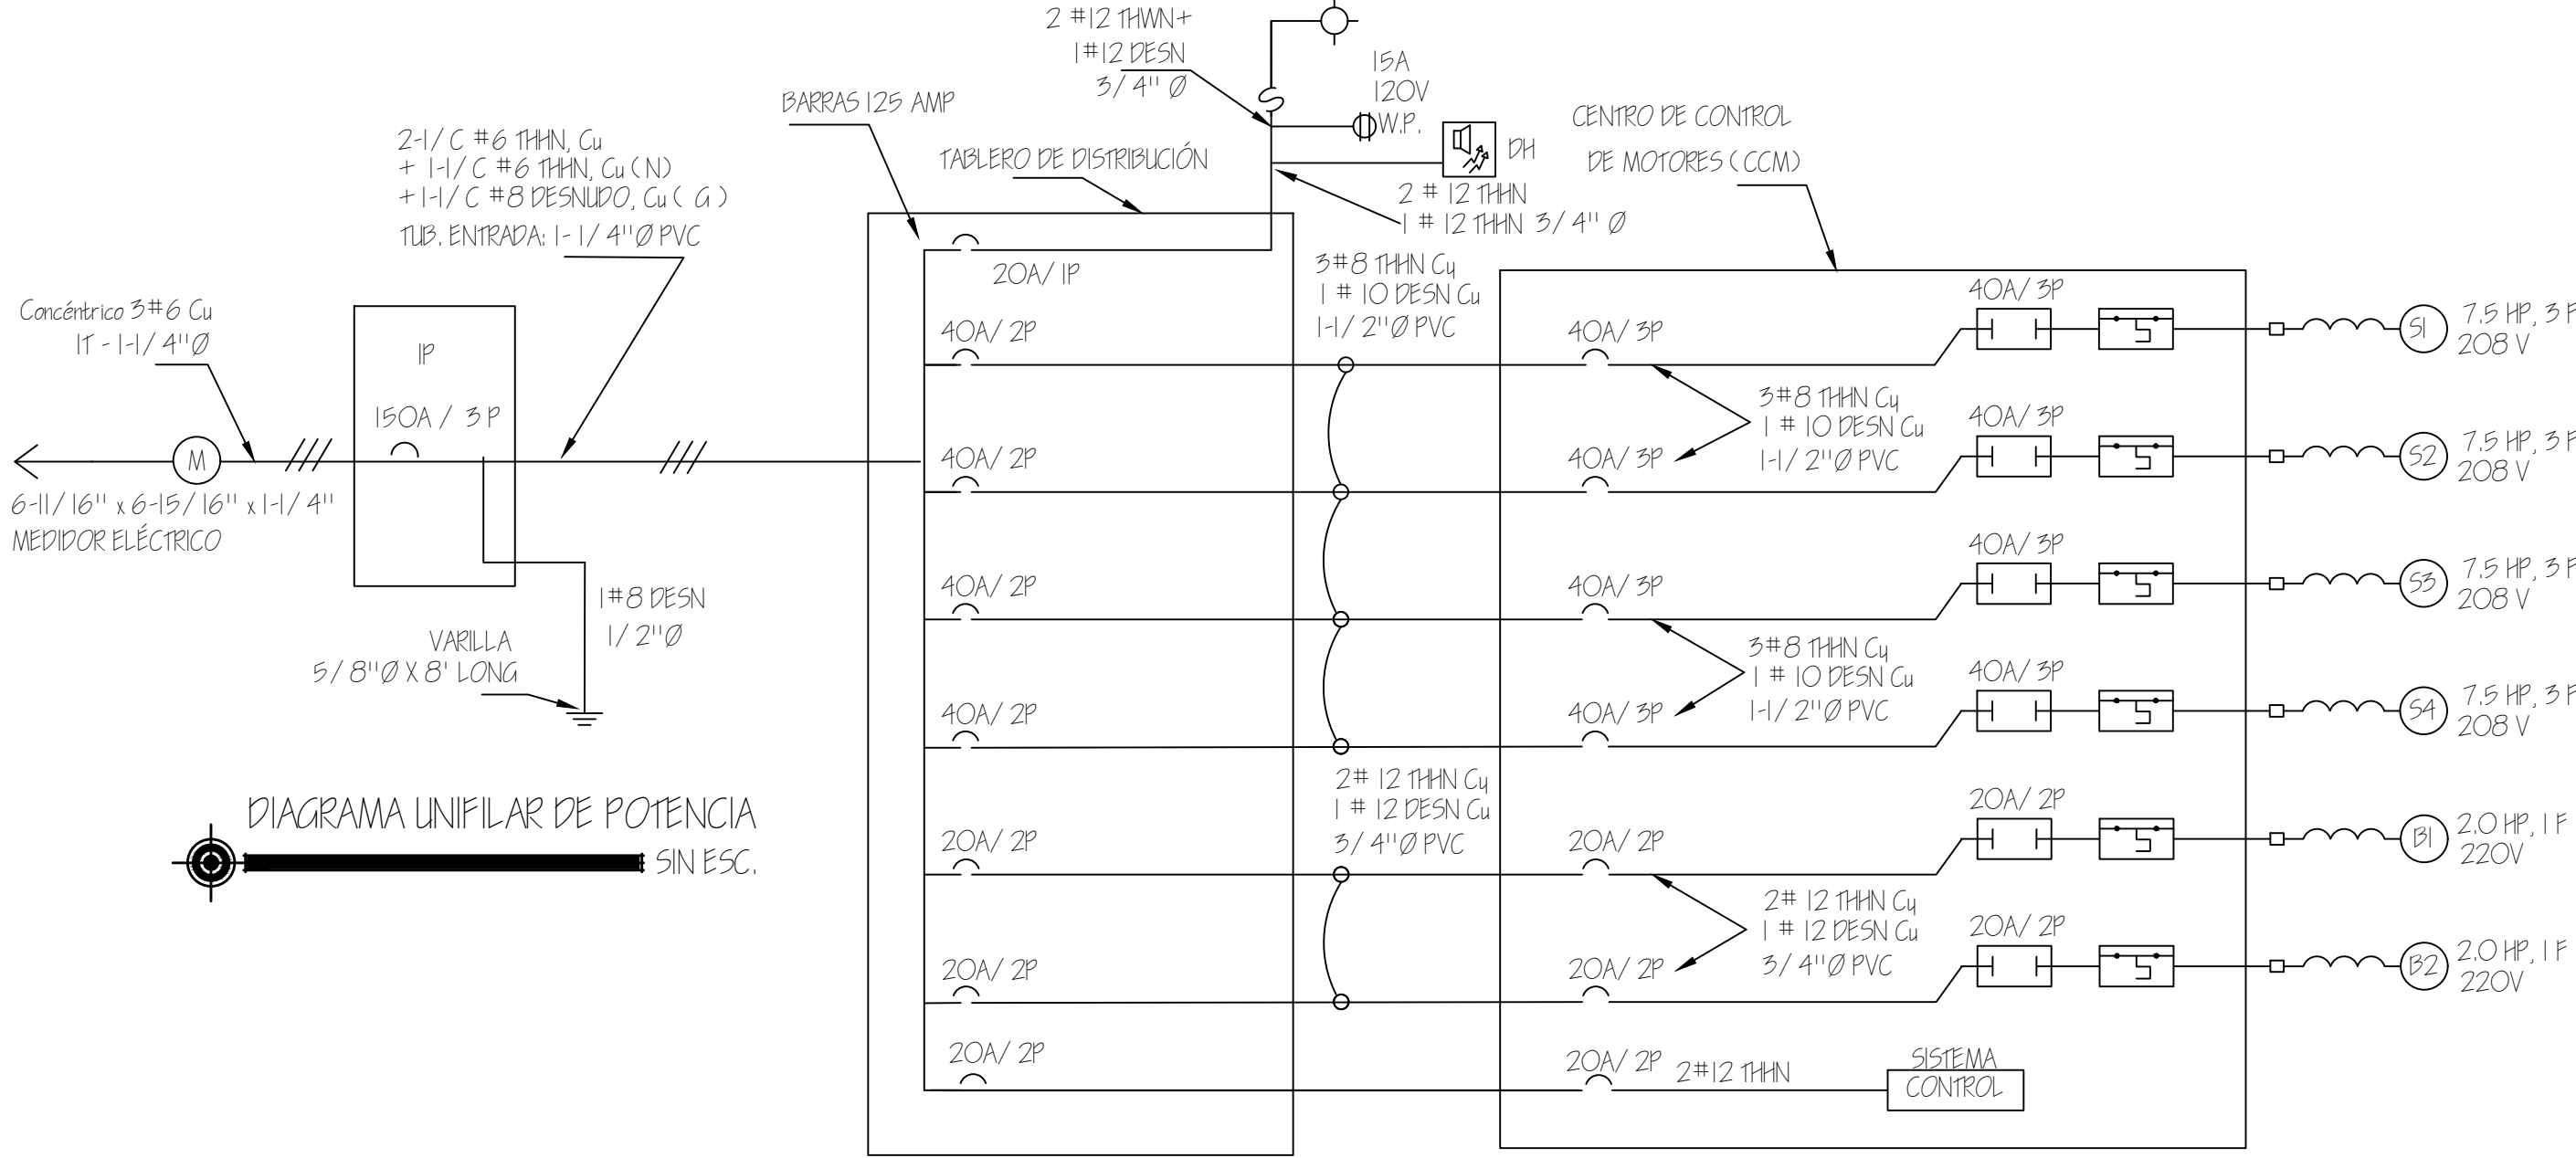 2 #12 THWN+
1#12 DESN
3/4" Ø
15A
120V
W.P.
DH
2 # 12 THHN
1 # 12 THHN 3/4" Ø
BARRAS 125 AMP
TABLERO DE DISTRIBUCIÓN
CENTRO DE CONTROL
DE MOTORES (CCM)
2-1/C #6 THHN, Cu
+ 1-1/C #6 THHN, Cu (N)
+1-1/C #8 DESNUDO, Cu ( G )
TUB. ENTRADA: 1-1/4"Ø PVC
Concéntrico 3#6 Cu
1T - 1-1/4"Ø
IP
150A / 3 P
M
6-11/16" x 6-15/16" x 1-1/4"
MEDIDOR ELÉCTRICO
1#8 DESN
1/2"Ø
VARILLA
5/8"Ø X 8' LONG
DIAGRAMA UNIFILAR DE POTENCIA
SIN ESC.
20A/1P
40A/2P
40A/2P
40A/2P
40A/2P
20A/2P
20A/2P
20A/2P
3#8 THHN Cu
1 # 10 DESN Cu
1-1/2"Ø PVC
2# 12 THHN Cu
1 # 12 DESN Cu
3/4"Ø PVC
40A/3P
40A/3P
40A/3P
40A/3P
20A/2P
20A/2P
20A/2P
2#12 THHN
SISTEMA
CONTROL
3#8 THHN Cu
1 # 10 DESN Cu
1-1/2"Ø PVC
3#8 THHN Cu
1 # 10 DESN Cu
1-1/2"Ø PVC
2# 12 THHN Cu
1 # 12 DESN Cu
3/4"Ø PVC
40A/3P
S1
7.5 HP, 3 F
208 V
40A/3P
S2
7.5 HP, 3 F
208 V
40A/3P
S3
7.5 HP, 3 F
208 V
40A/3P
S4
7.5 HP, 3 F
208 V
20A/2P
B1
2.0 HP, 1 F
220V
20A/2P
B2
2.0 HP, 1 F
220V